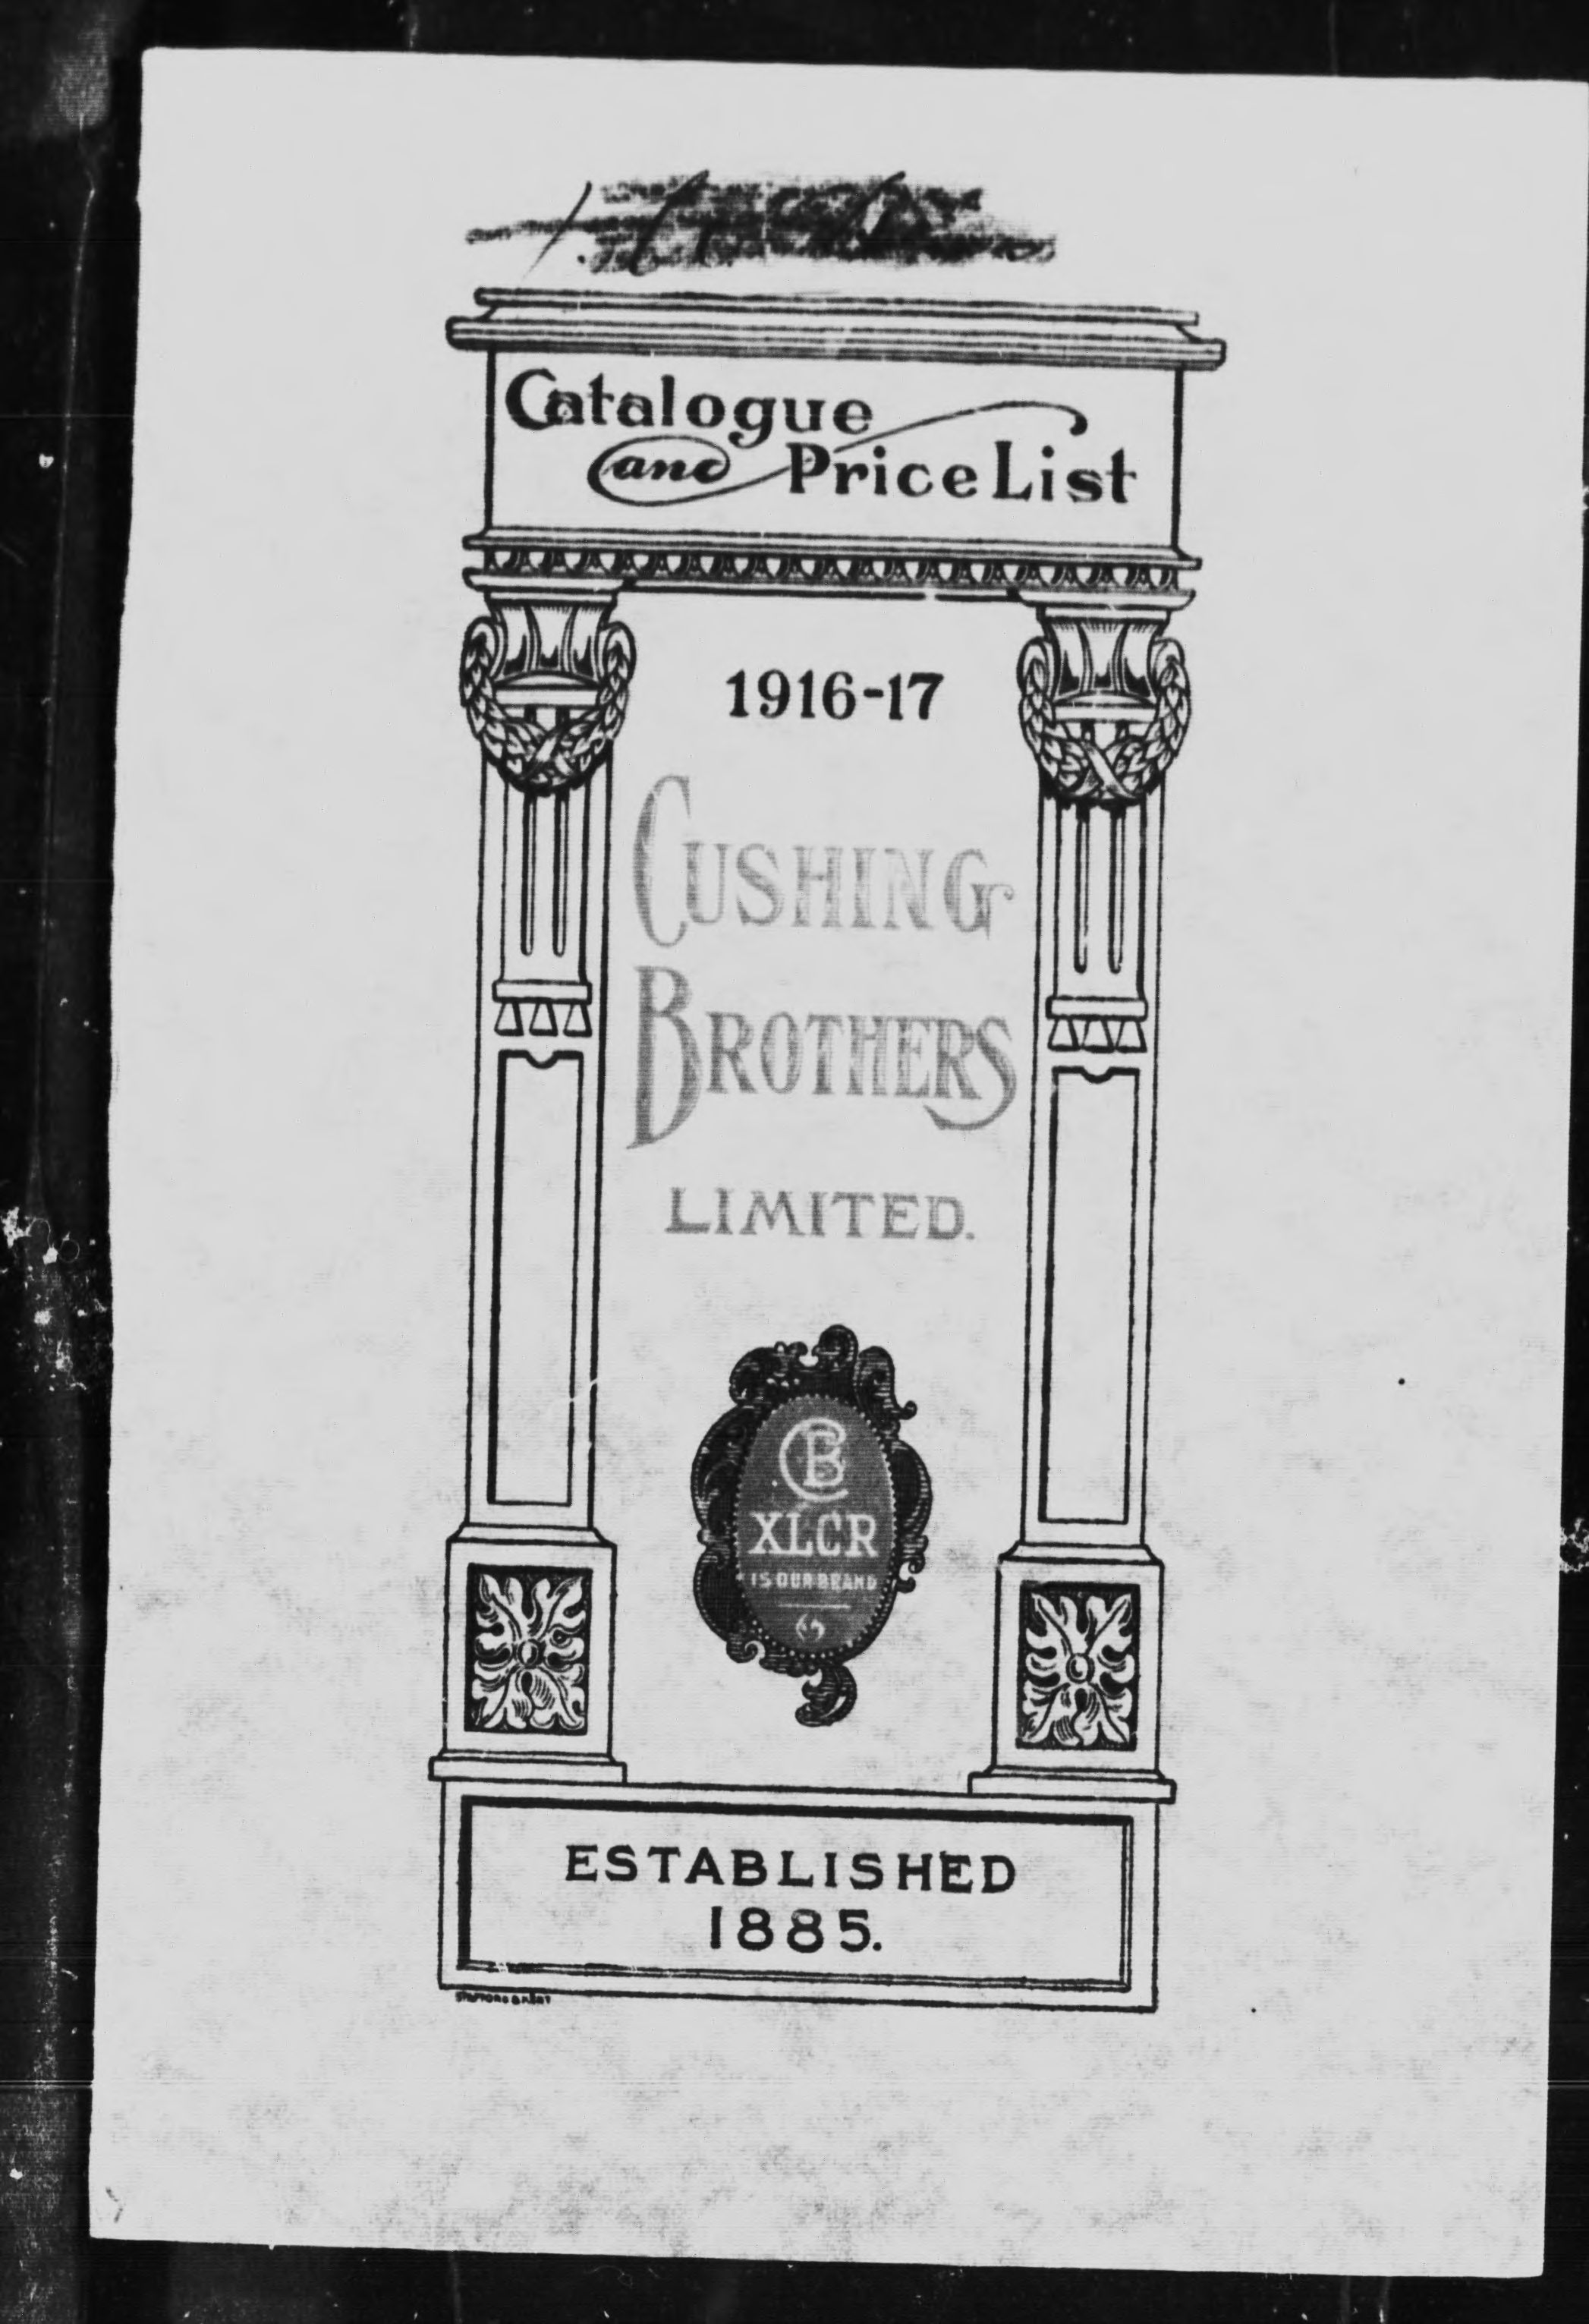 Catalogue
and Price List
1916-17
CUSHING
BROTHERS
LIMITED.
CB
XLCR
IS OUR BRAND
ESTABLISHED
1885.